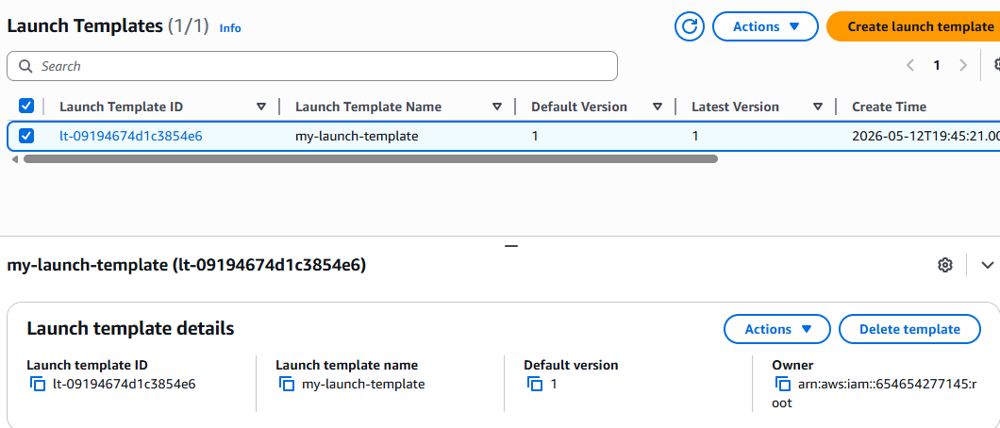 Launch Templates (1/1) Info
Actions
Create launch template
Search
1
Launch Template ID Launch Template Name Default Version Latest Version Create Time
lt-09194674d1c3854e6 my-launch-template 1 1 2026-05-12T19:45:21.00
my-launch-template (lt-09194674d1c3854e6)
Launch template details
Actions
Delete template
Launch template ID Launch template name Default version Owner
lt-09194674d1c3854e6 my-launch-template 1 arn:aws:iam::654654277145:r
oot